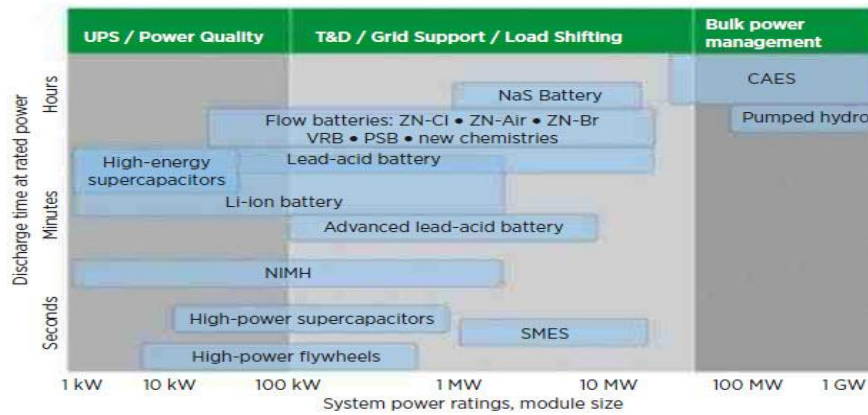 UPS / Power Quality
T&D / Grid Support / Load Shifting
Bulk power
management
CAES
NaS Battery
Pumped hydro
Flow batteries: ZN-CI • ZN-Air • ZN-Br
VRB • PSB • new chemistries
Lead-acid battery
High-energy
supercapacitors
Li-ion battery
Advanced lead-acid battery
NIMH
High-power supercapacitors
SMES
High-power flywheels
Discharge time at rated power
Hours
Minutes
Seconds
1 kW
10 kW
100 kW
1 MW
10 MW
100 MW
1 GW
System power ratings, module size